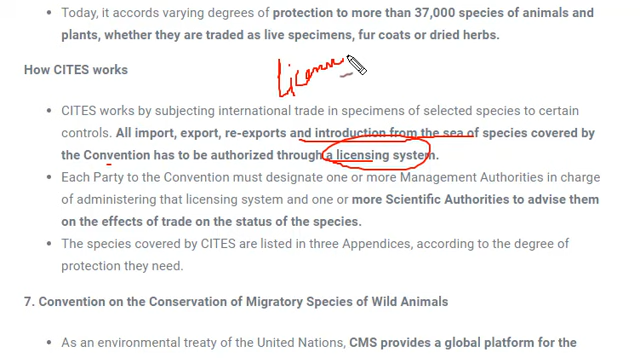 Today, it accords varying degrees of protection to more than 37,000 species of animals and
plants, whether they are traded as live specimens, fur coats or dried herbs.
How CITES works
CITES works by subjecting international trade in specimens of selected species to certain
controls. All import, export, re-exports and introduction from the sea of species covered by
the Convention has to be authorized through a licensing system.
Each Party to the Convention must designate one or more Management Authorities in charge
of administering that licensing system and one or more Scientific Authorities to advise them
on the effects of trade on the status of the species.
The species covered by CITES are listed in three Appendices, according to the degree of
protection they need.
7. Convention on the Conservation of Migratory Species of Wild Animals
As an environmental treaty of the United Nations, CMS provides a global platform for the